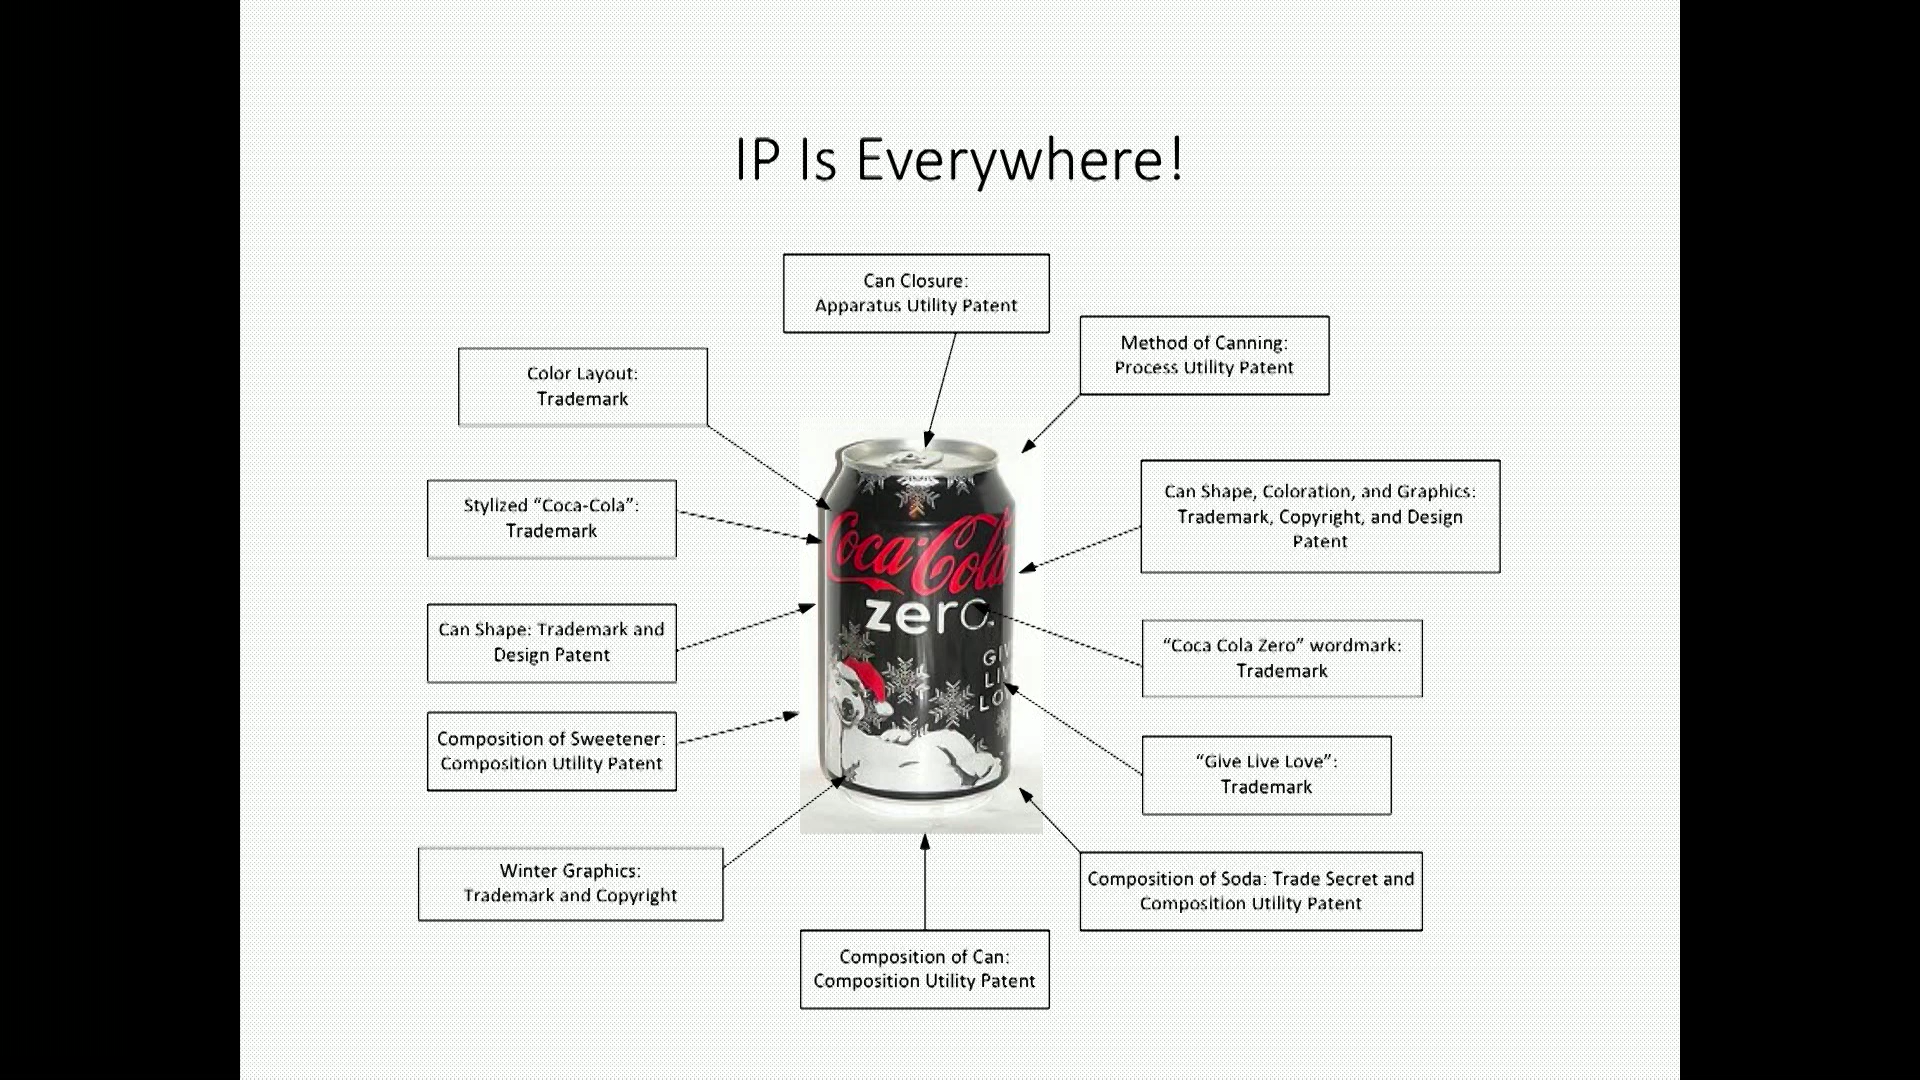 IP Is Everywhere!
Can Closure:
Apparatus Utility Patent
Method of Canning:
Process Utility Patent
Color Layout:
Trademark
Can Shape, Coloration, and Graphics:
Trademark, Copyright, and Design
Patent
Stylized “Coca-Cola”:
Trademark
Coca-Cola
zero
GIV
LI
LO
Can Shape: Trademark and
Design Patent
“Coca Cola Zero” wordmark:
Trademark
Composition of Sweetener:
Composition Utility Patent
“Give Live Love”:
Trademark
Winter Graphics:
Trademark and Copyright
Composition of Soda: Trade Secret and
Composition Utility Patent
Composition of Can:
Composition Utility Patent